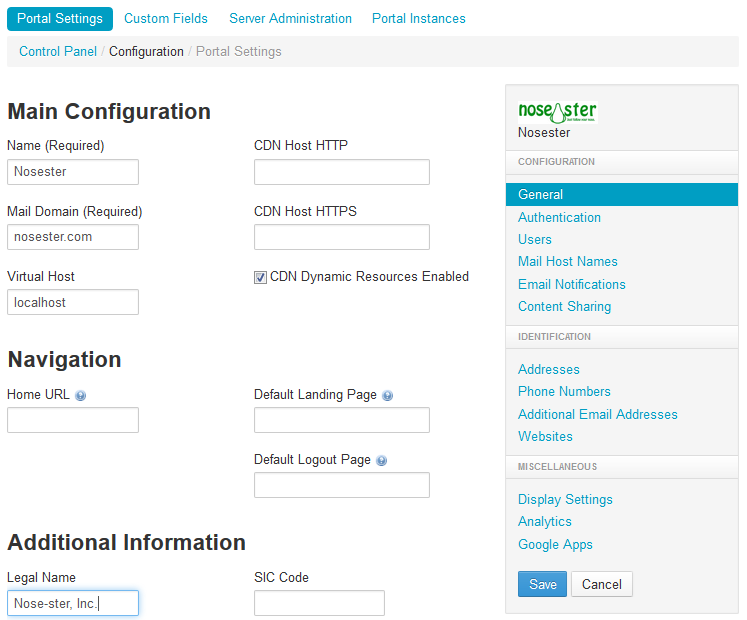 Portal Settings Custom Fields Server Administration Portal Instances
Control Panel / Configuration / Portal Settings
Main Configuration
Name (Required) CDN Host HTTP
Nosester
Mail Domain (Required) CDN Host HTTPS
nosester.com
Virtual Host CDN Dynamic Resources Enabled
localhost
Navigation
Home URL Default Landing Page
Default Logout Page
Additional Information
Legal Name SIC Code
Nose-ster, Inc.
nose ster
Nosester
CONFIGURATION
General
Authentication
Users
Mail Host Names
Email Notifications
Content Sharing
IDENTIFICATION
Addresses
Phone Numbers
Additional Email Addresses
Websites
MISCELLANEOUS
Display Settings
Analytics
Google Apps
Save Cancel